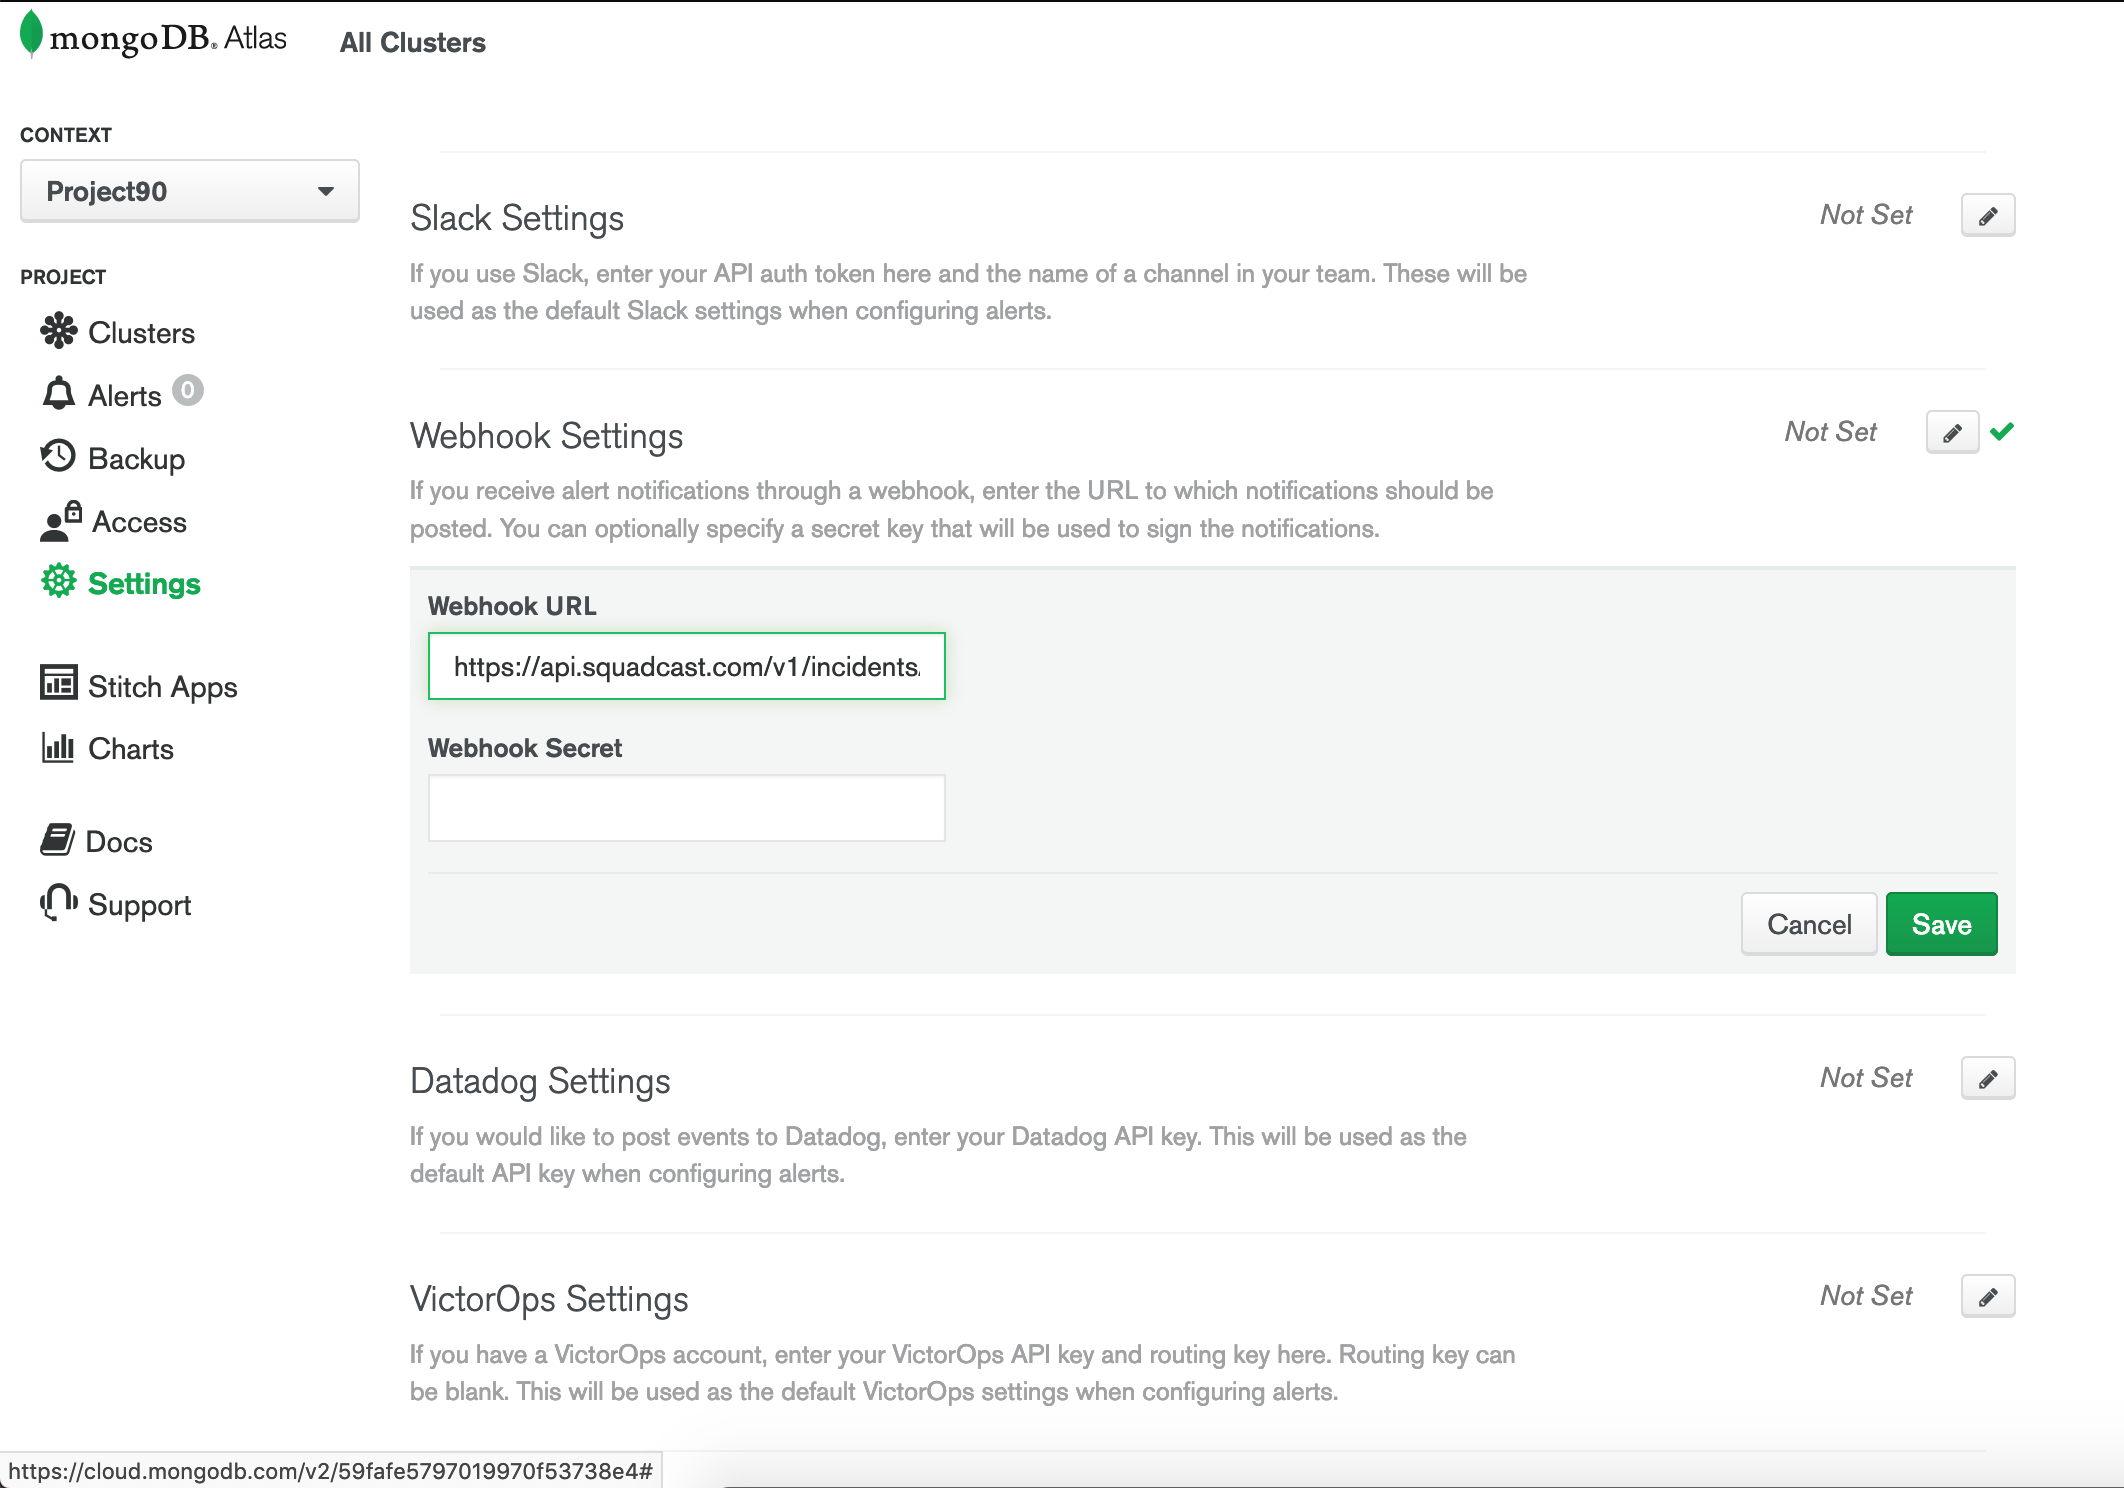 mongoDB® Atlas
All Clusters
CONTEXT
Project90
PROJECT
Clusters
Alerts 0
Backup
Access
Settings
Stitch Apps
Charts
Docs
Support
Slack Settings
Not Set
If you use Slack, enter your API auth token here and the name of a channel in your team. These will be
used as the default Slack settings when configuring alerts.
Webhook Settings
Not Set
If you receive alert notifications through a webhook, enter the URL to which notifications should be
posted. You can optionally specify a secret key that will be used to sign the notifications.
Webhook URL
https://api.squadcast.com/v1/incidents/
Webhook Secret
Cancel
Save
Datadog Settings
Not Set
If you would like to post events to Datadog, enter your Datadog API key. This will be used as the
default API key when configuring alerts.
VictorOps Settings
Not Set
If you have a VictorOps account, enter your VictorOps API key and routing key here. Routing key can
be blank. This will be used as the default VictorOps settings when configuring alerts.
https://cloud.mongodb.com/v2/59fafe5797019970f53738e4#